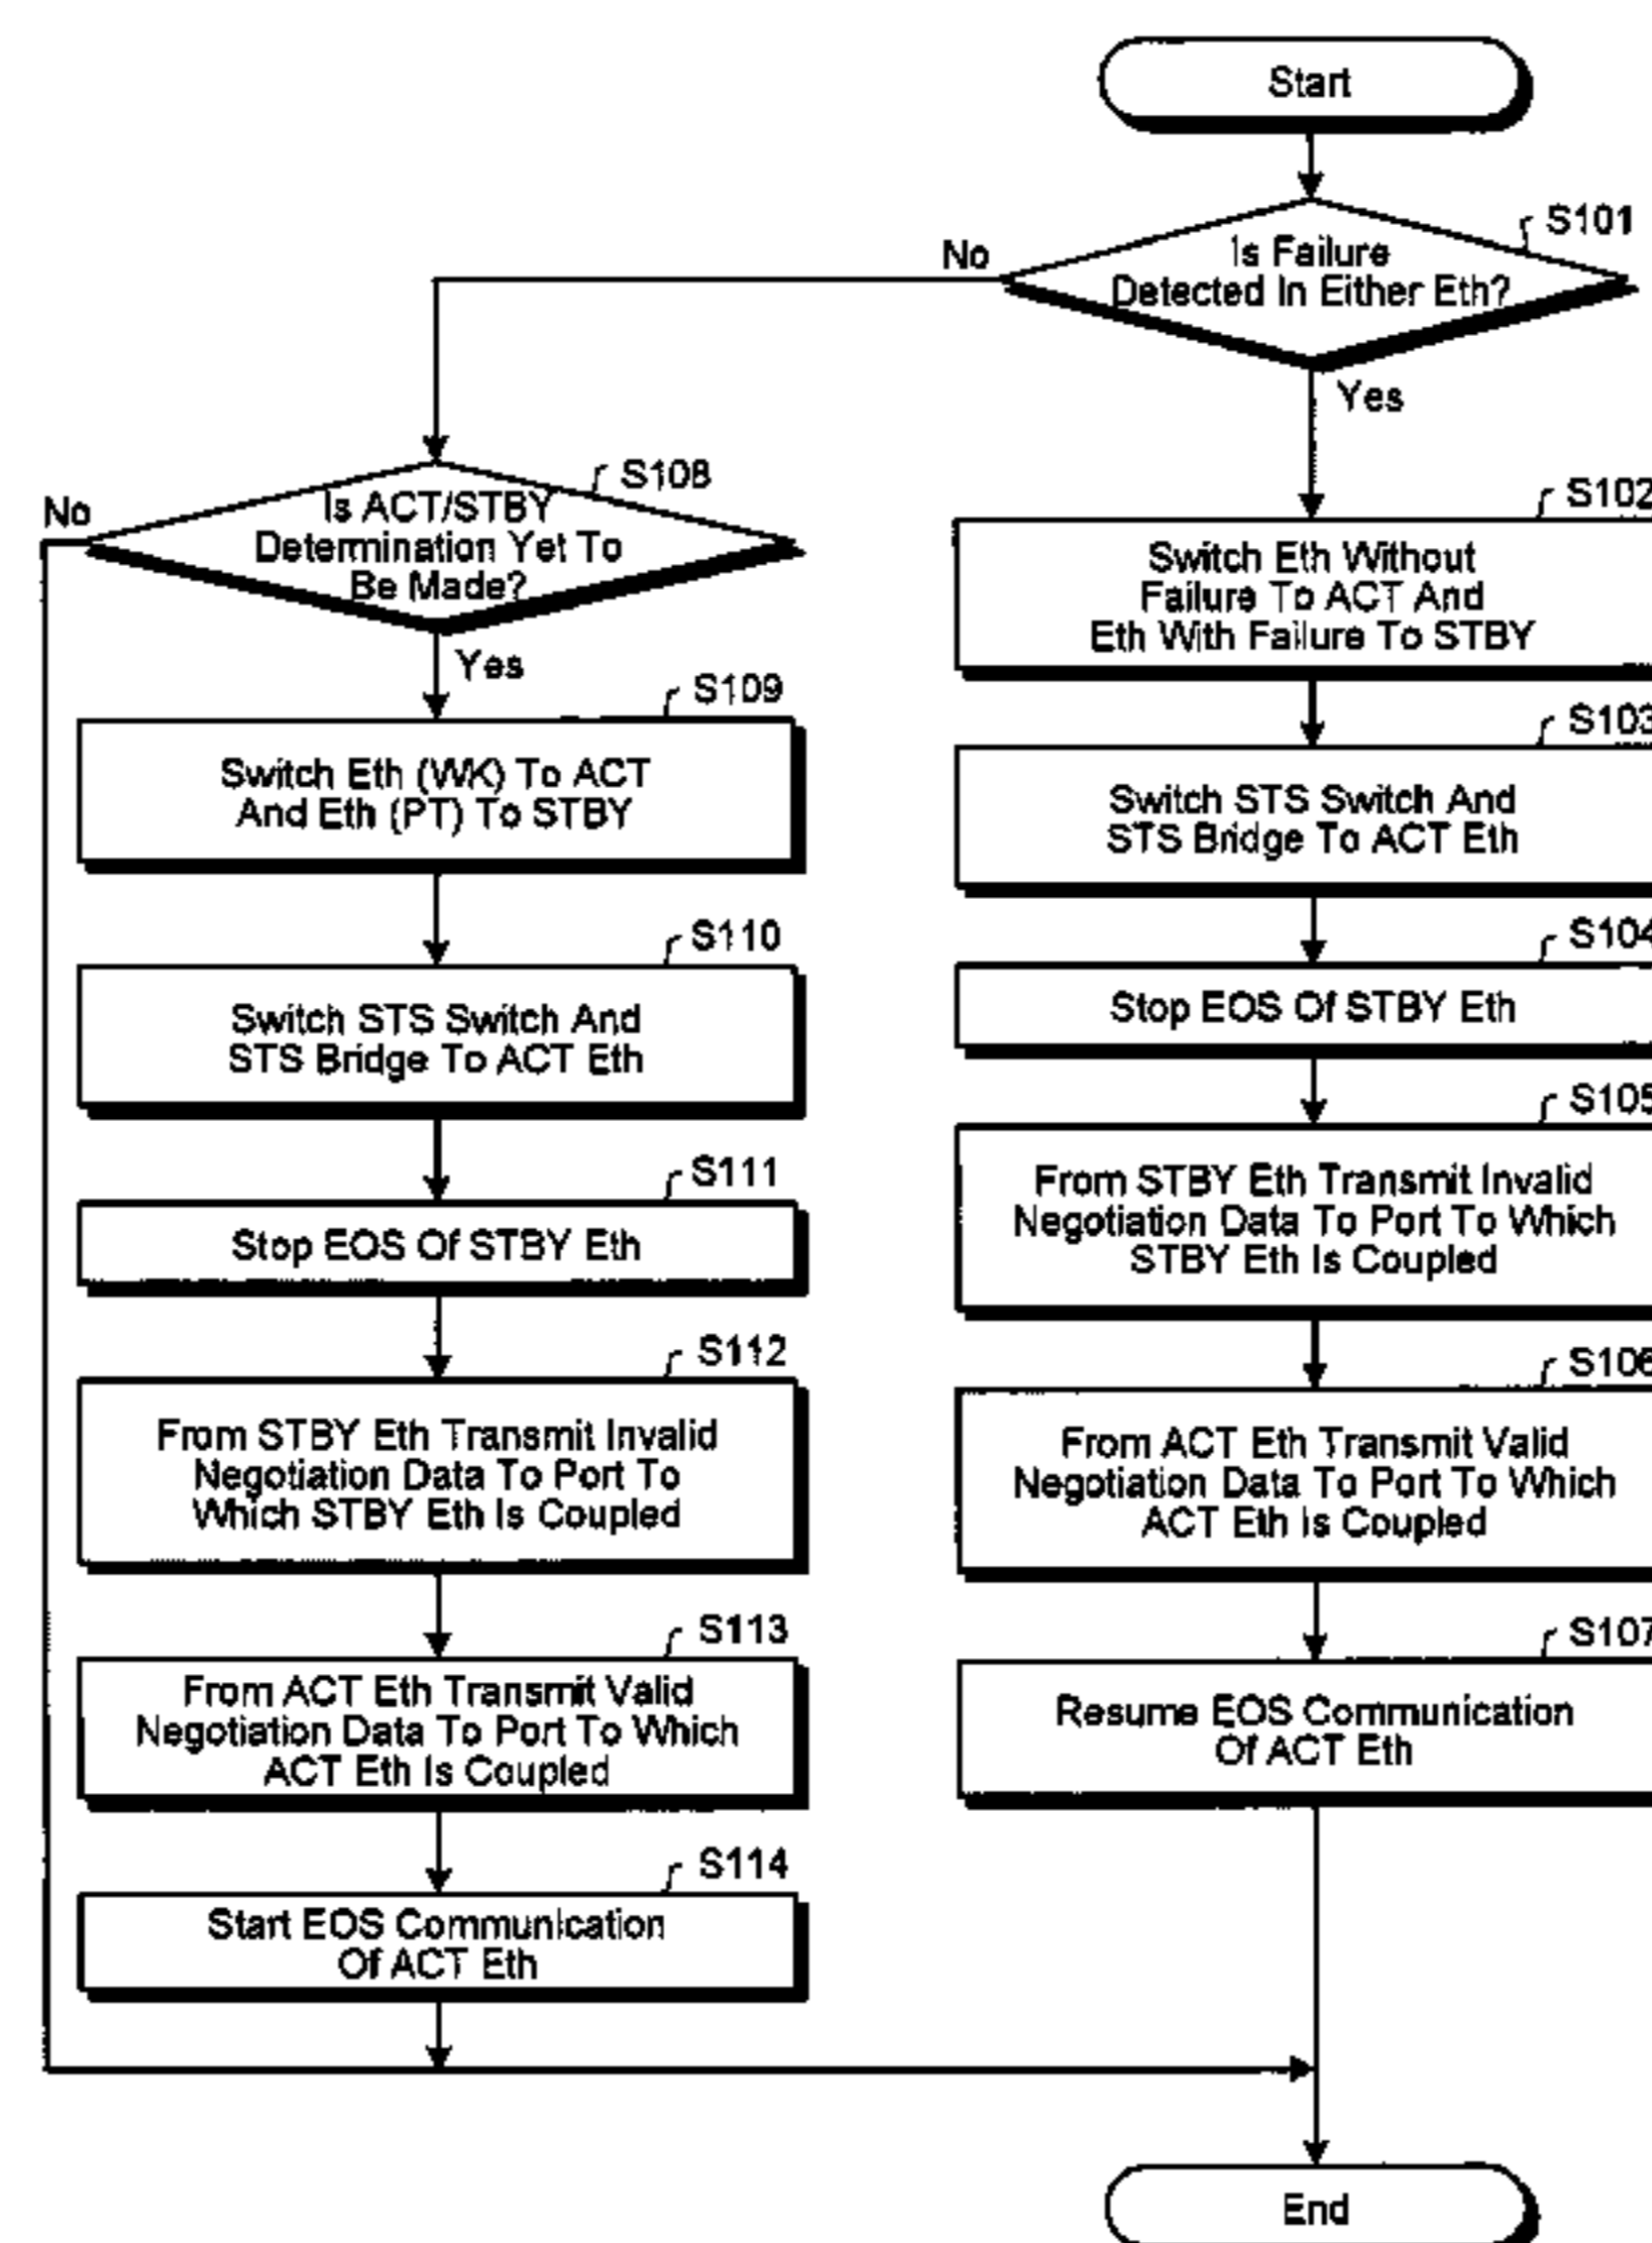 Start
S101
Is Failure
Detected In Either Eth?
No
Yes
S108
Is ACT/STBY
Determination Yet To
Be Made?
No
Yes
S102
Switch Eth Without
Failure To ACT And
Eth With Failure To STBY
S109
Switch Eth (WK) To ACT
And Eth (PT) To STBY
S103
Switch STS Switch And
STS Bridge To ACT Eth
S110
Switch STS Switch And
STS Bridge To ACT Eth
S104
Stop EOS Of STBY Eth
S111
Stop EOS Of STBY Eth
S105
From STBY Eth Transmit Invalid
Negotiation Data To Port To Which
STBY Eth Is Coupled
S112
From STBY Eth Transmit Invalid
Negotiation Data To Port To
Which STBY Eth Is Coupled
S106
From ACT Eth Transmit Valid
Negotiation Data To Port To Which
ACT Eth Is Coupled
S113
From ACT Eth Transmit Valid
Negotiation Data To Port To Which
ACT Eth Is Coupled
S107
Resume EOS Communication
Of ACT Eth
S114
Start EOS Communication
Of ACT Eth
End